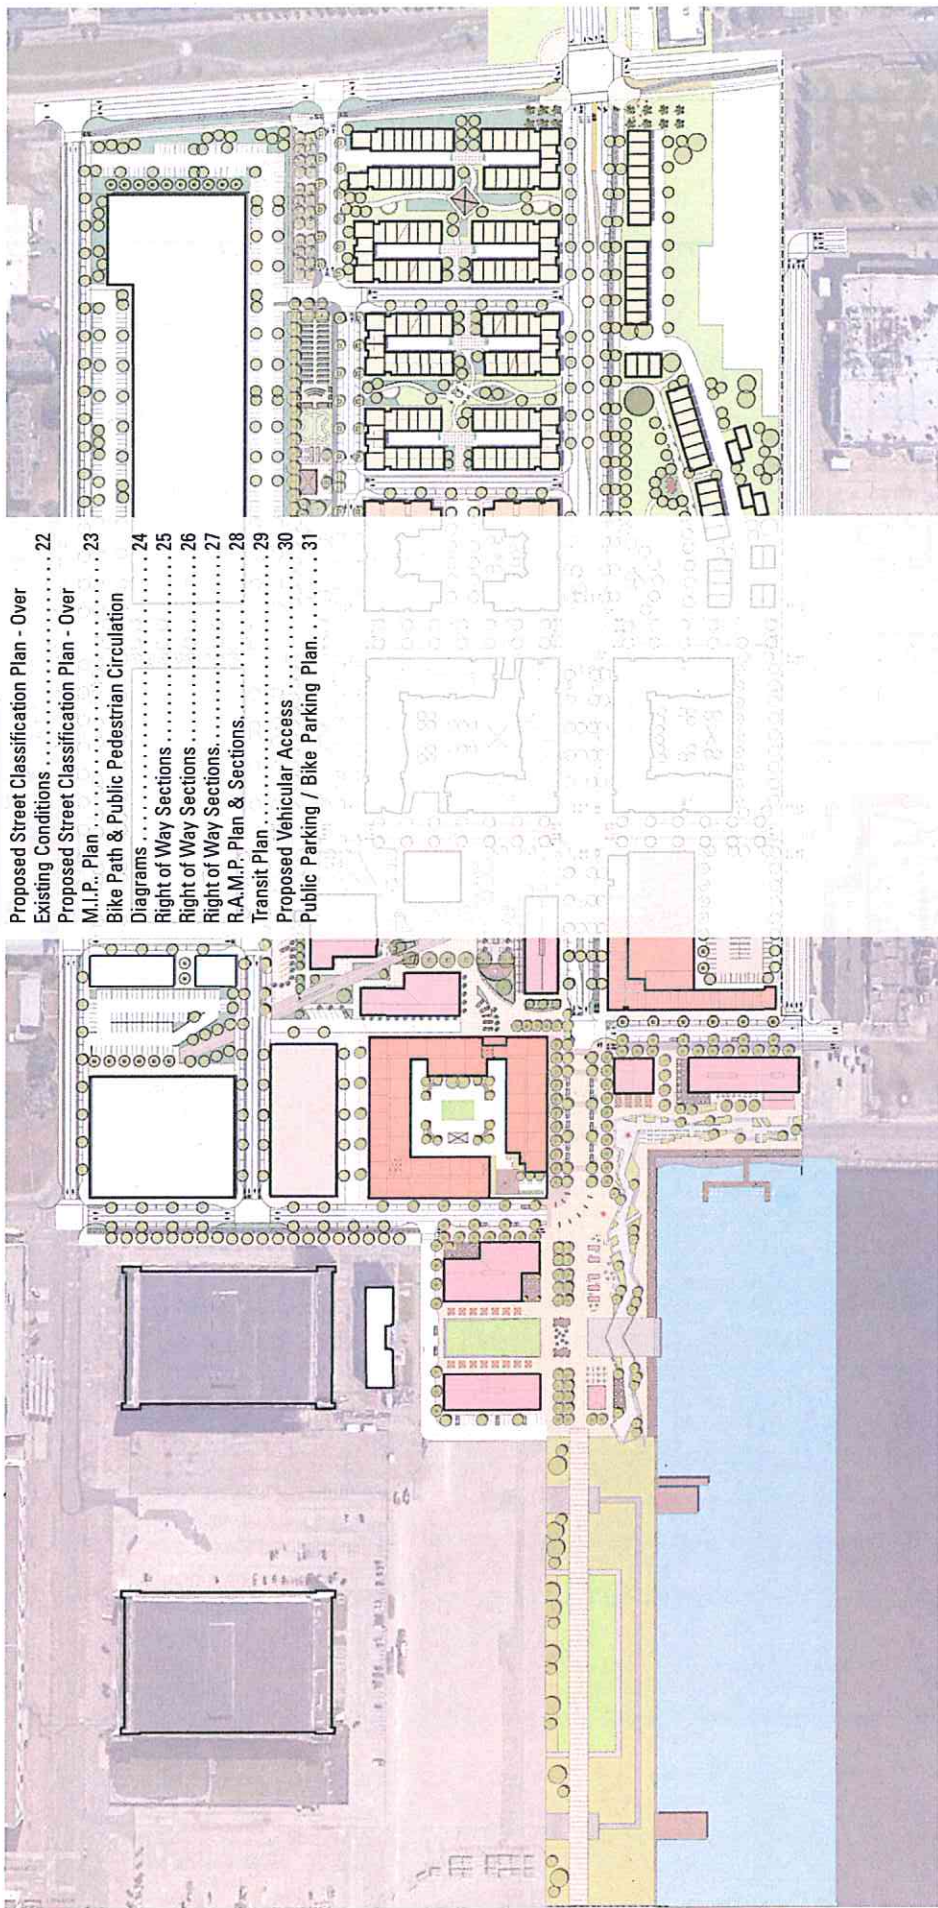 Proposed Street Classification Plan - Over
Existing Conditions . . . . . . . . . . . . . . . . . . . . . . . 22
Proposed Street Classification Plan - Over
M.I.P.. Plan . . . . . . . . . . . . . . . . . . . . . . . . . . . . . 23
Bike Path & Public Pedestrian Circulation
Diagrams . . . . . . . . . . . . . . . . . . . . . . . . . . . . . . 24
Right of Way Sections. . . . . . . . . . . . . . . . . . . . . 25
Right of Way Sections. . . . . . . . . . . . . . . . . . . . . 26
Right of Way Sections. . . . . . . . . . . . . . . . . . . . . 27
R.A.M.P. Plan & Sections. . . . . . . . . . . . . . . . . . . 28
Transit Plan . . . . . . . . . . . . . . . . . . . . . . . . . . . . . 29
Proposed Vehicular Access . . . . . . . . . . . . . . . . 30
Public Parking / Bike Parking Plan. . . . . . . . . . . 31